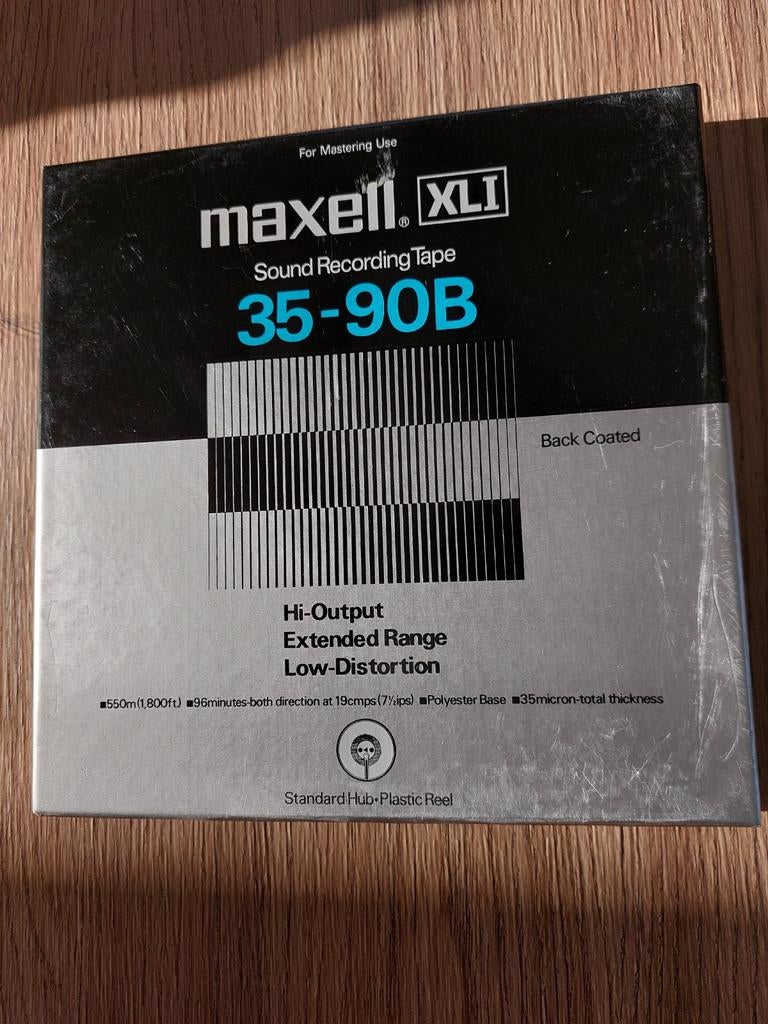 For Mastering Use
maxell® XLI
Sound Recording Tape
35-90B
Back Coated
Hi-Output
Extended Range
Low-Distortion
■550m(1,800ft.) ■96minutes-both direction at 19cmps(7½ips) ■Polyester Base ■35micron-total thickness
Standard Hub•Plastic Reel